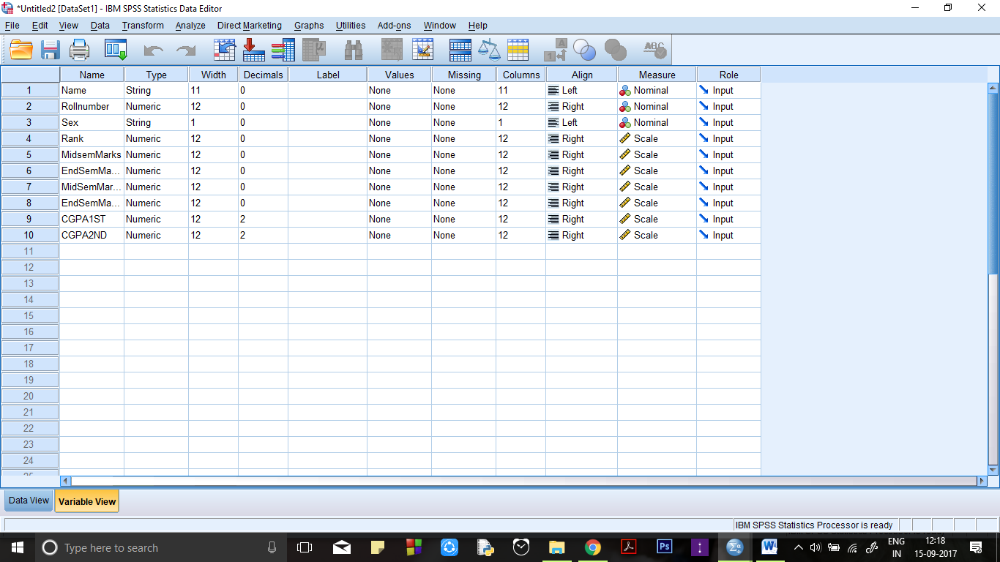 *Untitled2 [DataSet1] - IBM SPSS Statistics Data Editor
File Edit View Data Transform Analyze Direct Marketing Graphs Utilities Add-ons Window Help
Name Type Width Decimals Label Values Missing Columns Align Measure Role
1 Name String 11 0 None None 11 Left Nominal Input
2 Rollnumber Numeric 12 0 None None 12 Right Nominal Input
3 Sex String 1 0 None None 1 Left Nominal Input
4 Rank Numeric 12 0 None None 12 Right Scale Input
5 MidsemMarks Numeric 12 0 None None 12 Right Scale Input
6 EndSemMa... Numeric 12 0 None None 12 Right Scale Input
7 MidSemMar... Numeric 12 0 None None 12 Right Scale Input
8 EndSemMa... Numeric 12 0 None None 12 Right Scale Input
9 CGPA1ST Numeric 12 2 None None 12 Right Scale Input
10 CGPA2ND Numeric 12 2 None None 12 Right Scale Input
11
12
13
14
15
16
17
18
19
20
21
22
23
24
Data View Variable View
IBM SPSS Statistics Processor is ready
Type here to search
ENG 12:18
IN 15-09-2017